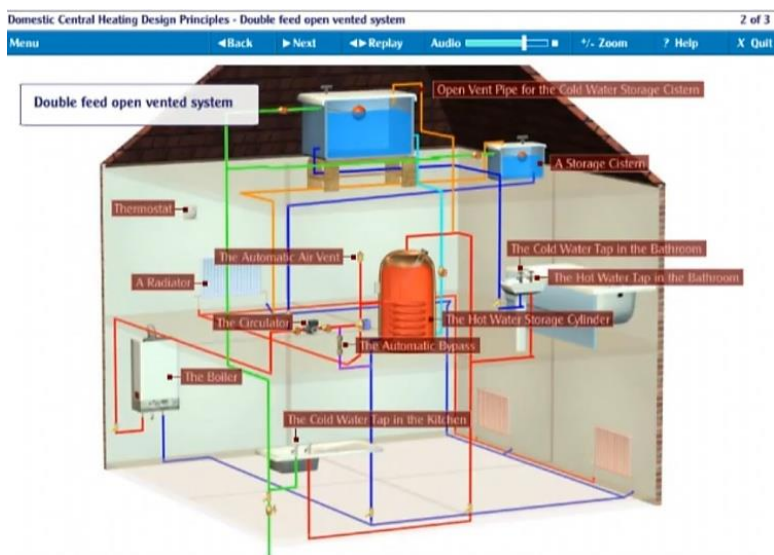 Domestic Central Heating Design Principles - Double feed open vented system
2 of 3
Menu
Back
Next
Replay
Audio
+/- Zoom
? Help
X Quit
Double feed open vented system
Open Vent Pipe for the Cold Water Storage Cistern
A Storage Cistern
Thermostat
The Cold Water Tap in the Bathroom
The Automatic Air Vent
The Hot Water Tap in the Bathroom
A Radiator
The Circulator
The Hot Water Storage Cylinder
The Automatic Bypass
The Boiler
The Cold Water Tap in the Kitchen